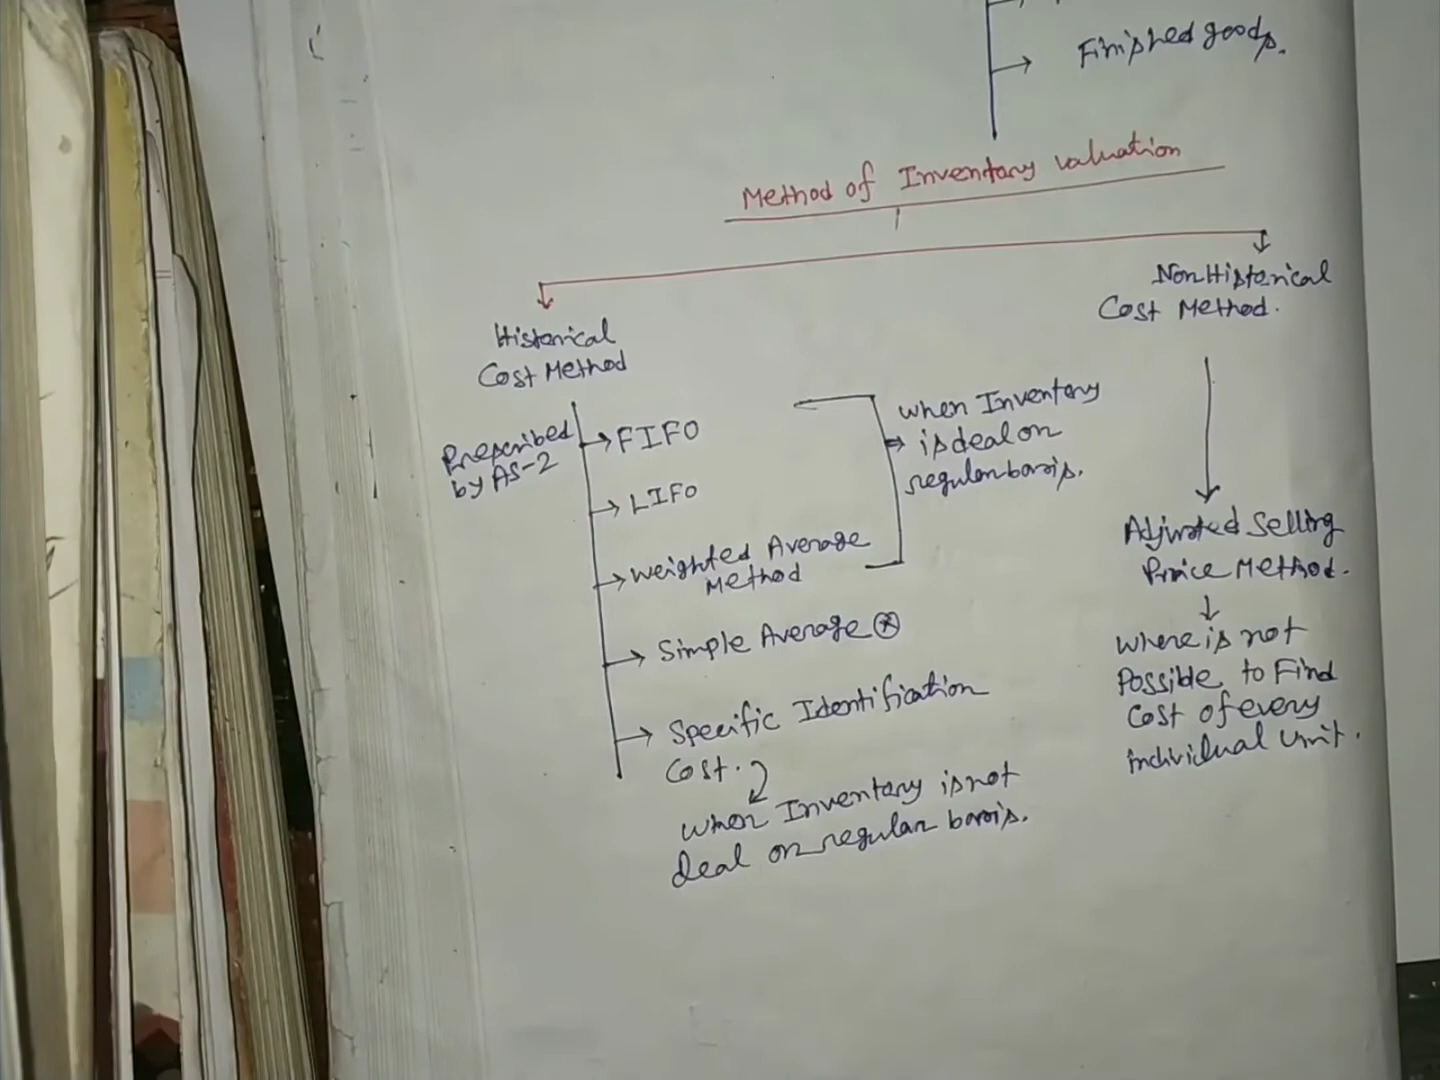 Finished goods.
Method of Inventory valuation
Historical
Cost Method
Non Historical
Cost Method.
Prescribed
by AS-2
FIFO
LIFO
Weighted Average
Method
Simple Average ⊗
Specific Identification
Cost.
when Inventory is not
deal on regular basis.
when Inventory
is deal on
regular basis.
Adjusted Selling
Price Method.
where is not
Possible to Find
Cost of every
individual unit.